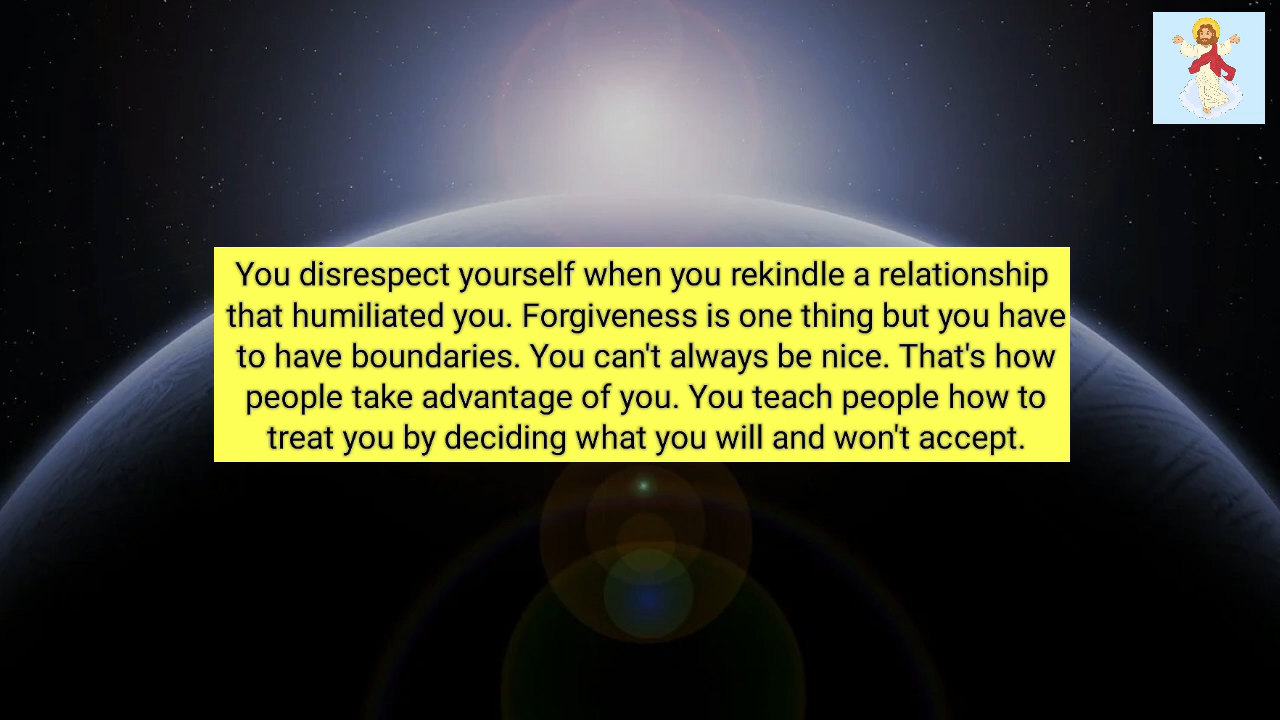 You disrespect yourself when you rekindle a relationship
that humiliated you. Forgiveness is one thing but you have
to have boundaries. You can't always be nice. That's how
people take advantage of you. You teach people how to
treat you by deciding what you will and won't accept.